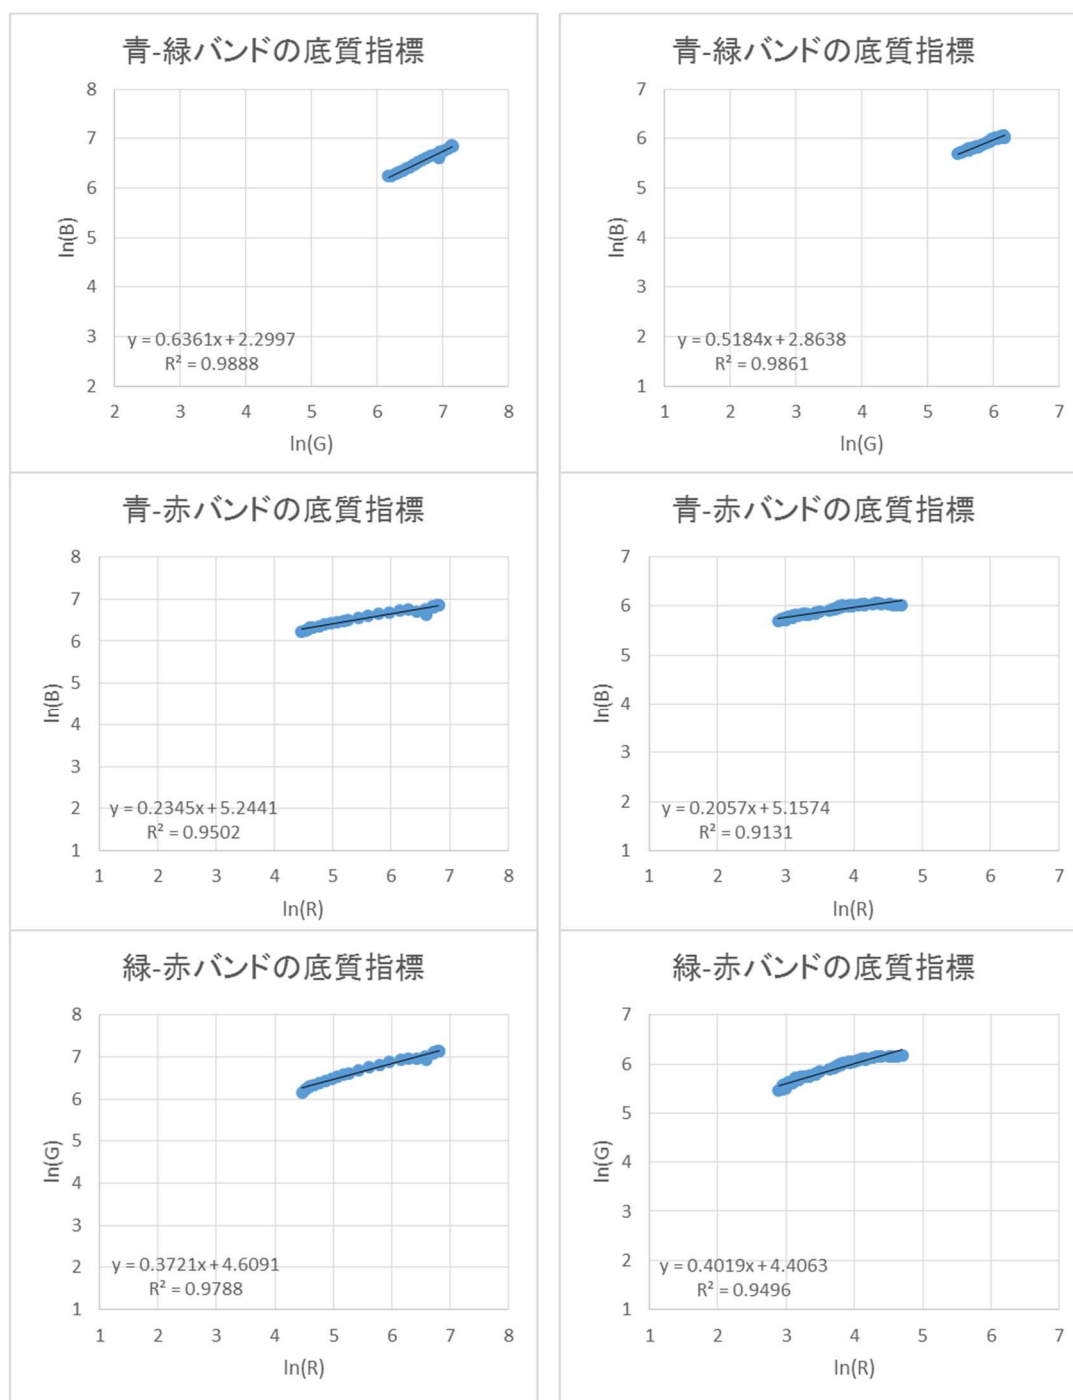 青-緑バンドの底質指標
8
7
6
5
4
3
2
ln(B)
y = 0.6361x + 2.2997
R² = 0.9888
2 3 4 5 6 7 8
ln(G)
青-緑バンドの底質指標
7
6
5
4
3
2
1
ln(B)
y = 0.5184x + 2.8638
R² = 0.9861
1 2 3 4 5 6 7
ln(G)
青-赤バンドの底質指標
8
7
6
5
4
3
2
1
ln(B)
y = 0.2345x + 5.2441
R² = 0.9502
1 2 3 4 5 6 7 8
ln(R)
青-赤バンドの底質指標
7
6
5
4
3
2
1
ln(B)
y = 0.2057x + 5.1574
R² = 0.9131
1 2 3 4 5 6 7
ln(R)
緑-赤バンドの底質指標
8
7
6
5
4
3
2
1
ln(G)
y = 0.3721x + 4.6091
R² = 0.9788
1 2 3 4 5 6 7 8
ln(R)
緑-赤バンドの底質指標
7
6
5
4
3
2
1
ln(G)
y = 0.4019x + 4.4063
R² = 0.9496
1 2 3 4 5 6 7
ln(R)